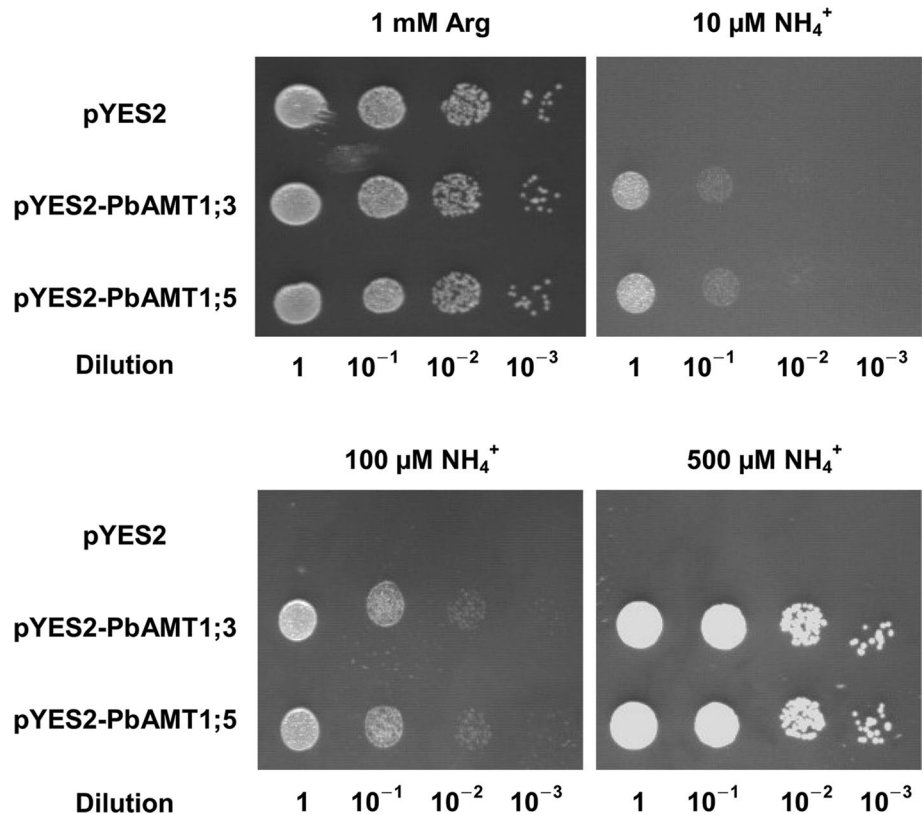 1 mM Arg
10 µM NH₄⁺
pYES2
pYES2-PbAMT1;3
pYES2-PbAMT1;5
Dilution 1 10⁻¹ 10⁻² 10⁻³ 1 10⁻¹ 10⁻² 10⁻³
100 µM NH₄⁺
500 µM NH₄⁺
pYES2
pYES2-PbAMT1;3
pYES2-PbAMT1;5
Dilution 1 10⁻¹ 10⁻² 10⁻³ 1 10⁻¹ 10⁻² 10⁻³